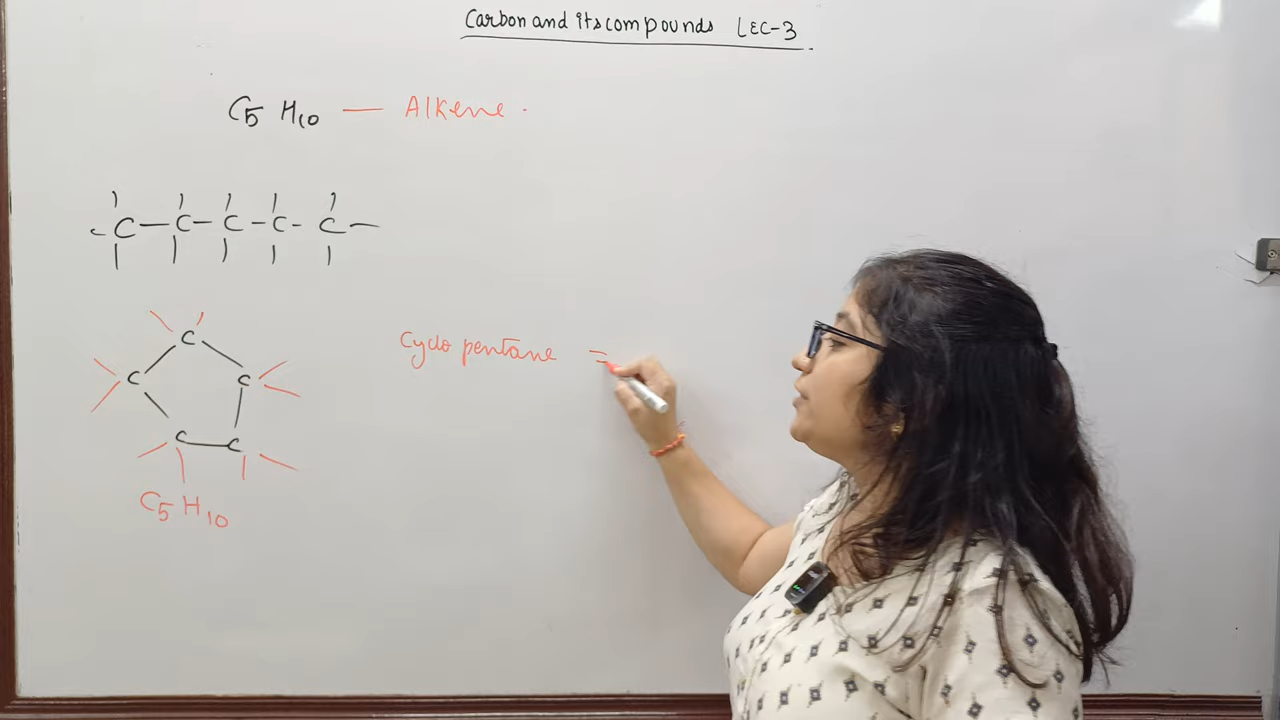 Carbon and its compounds LEC-3
C5 H10 — Alkene.
- C - C - C - C - C -
C
C C
C C
Cyclo pentane =
C5 H10